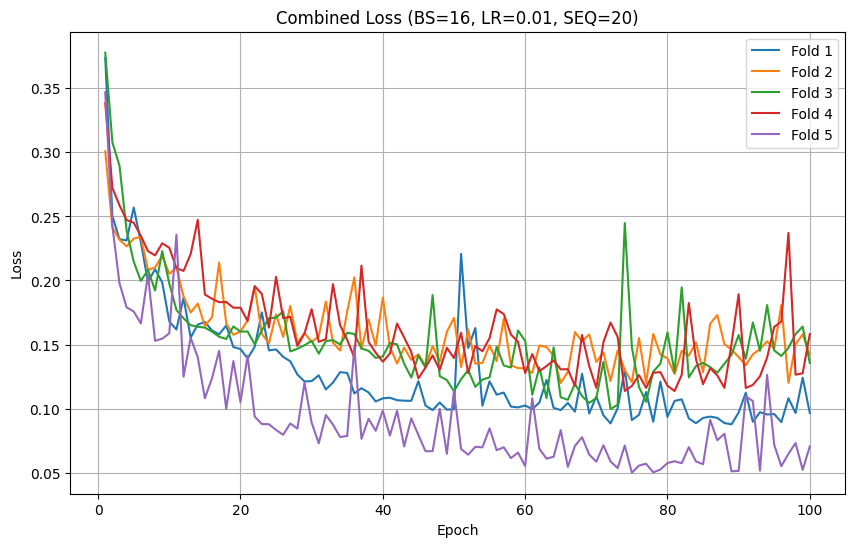 Combined Loss (BS=16, LR=0.01, SEQ=20)
Fold 1
Fold 2
Fold 3
Fold 4
Fold 5
0.35
0.30
0.25
0.20
0.15
0.10
0.05
Loss
0
20
40
60
80
100
Epoch